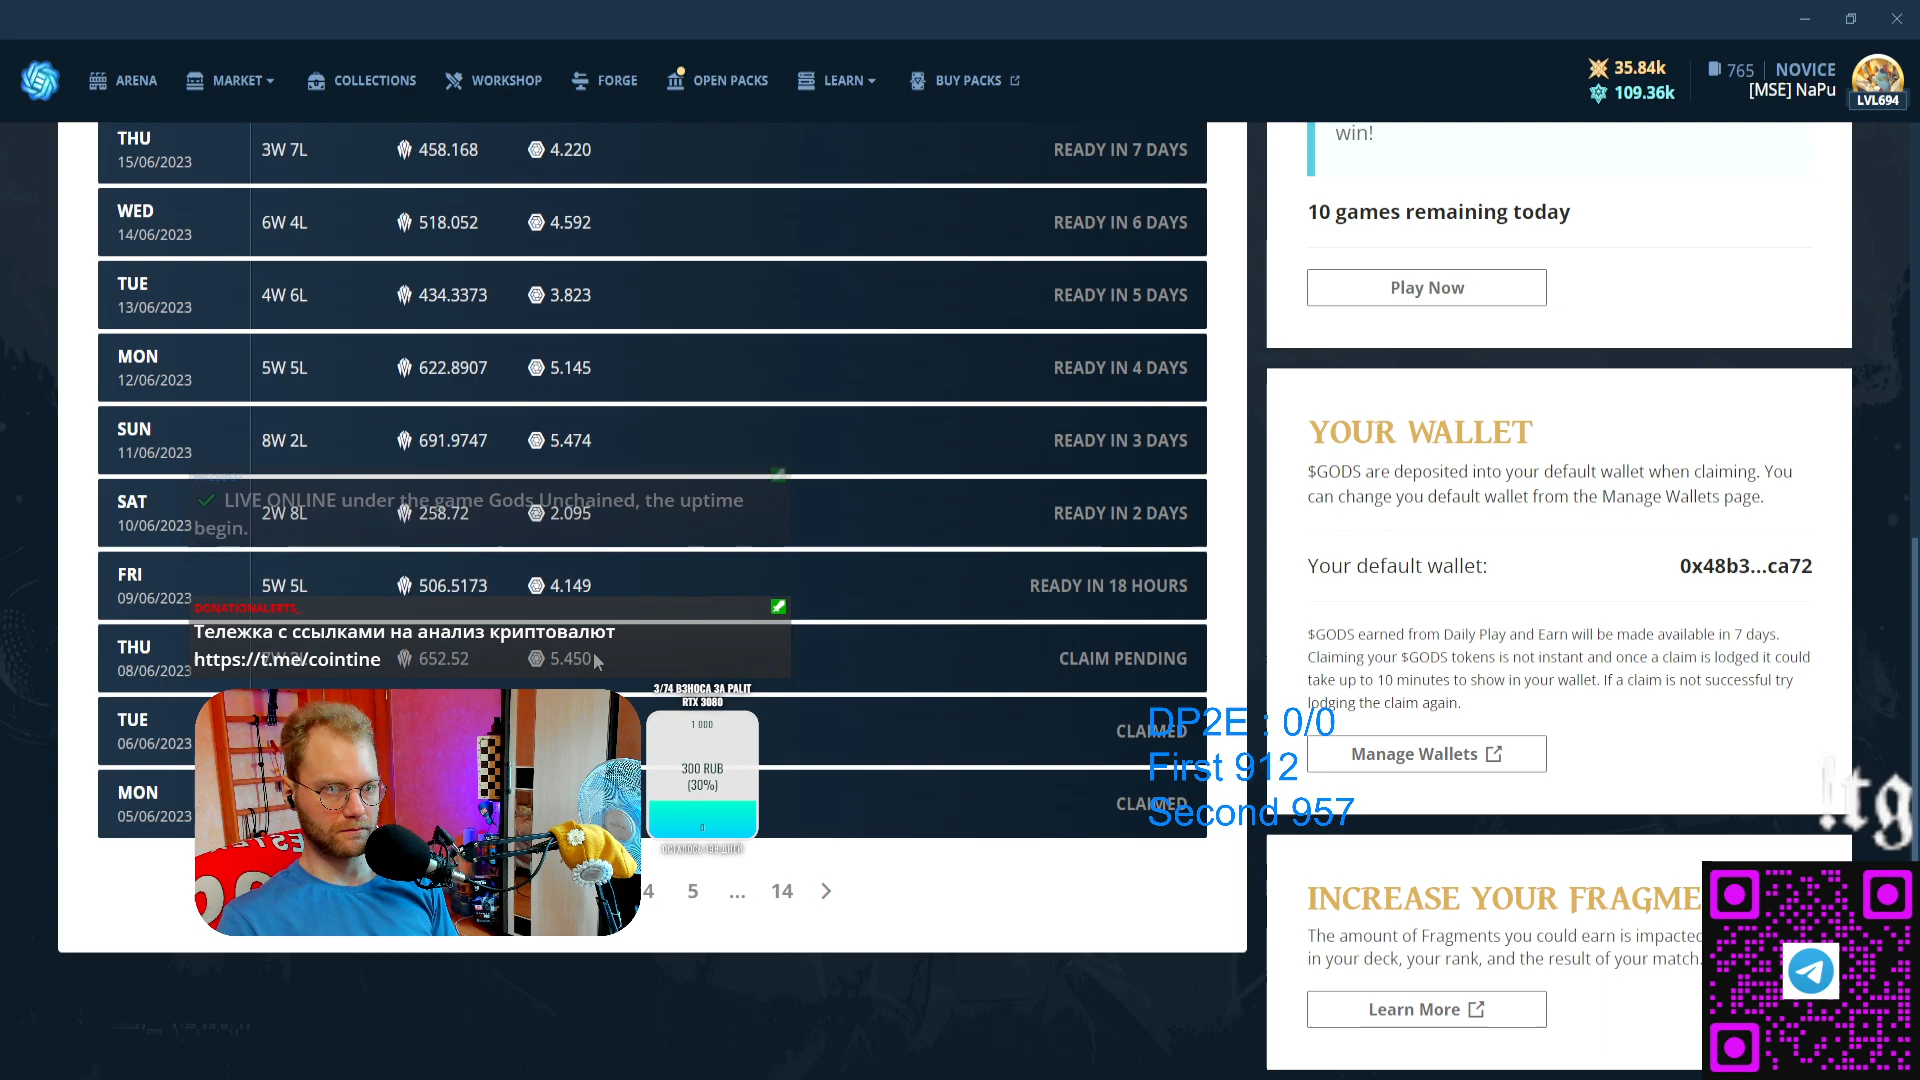 ARENA
MARKET
COLLECTIONS
WORKSHOP
FORGE
OPEN PACKS
LEARN
BUY PACKS
35.84k
109.36k
765
NOVICE
[MSE] NaPu
LVL694
THU
15/06/2023
3W 7L
458.168
4.220
READY IN 7 DAYS
WED
14/06/2023
6W 4L
518.052
4.592
READY IN 6 DAYS
TUE
13/06/2023
4W 6L
434.3373
3.823
READY IN 5 DAYS
MON
12/06/2023
5W 5L
622.8907
5.145
READY IN 4 DAYS
SUN
11/06/2023
8W 2L
691.9747
5.474
READY IN 3 DAYS
SAT
10/06/2023
2W 8L
258.72
2.095
READY IN 2 DAYS
LIVE ONLINE under the game Gods Unchained, the uptime
begin.
FRI
09/06/2023
5W 5L
506.5173
4.149
READY IN 18 HOURS
DONATIONALERTS_
Тележка с ссылками на анализ криптовалют
https://t.me/cointine
THU
08/06/2023
652.52
5.450
CLAIM PENDING
TUE
06/06/2023
CLAIMED
MON
05/06/2023
CLAIMED
3/74 ВЗНОСА ЗА PALIT
RTX 3080
1 000
300 RUB
(30%)
0
4
5
...
14
DP2E : 0/0
First 912
Second 957
win!
10 games remaining today
Play Now
YOUR WALLET
$GODS are deposited into your default wallet when claiming. You
can change you default wallet from the Manage Wallets page.
Your default wallet:
0x48b3...ca72
$GODS earned from Daily Play and Earn will be made available in 7 days.
Claiming your $GODS tokens is not instant and once a claim is lodged it could
take up to 10 minutes to show in your wallet. If a claim is not successful try
lodging the claim again.
Manage Wallets
!tg
INCREASE YOUR FRAGME
The amount of Fragments you could earn is impacted
in your deck, your rank, and the result of your match.
Learn More